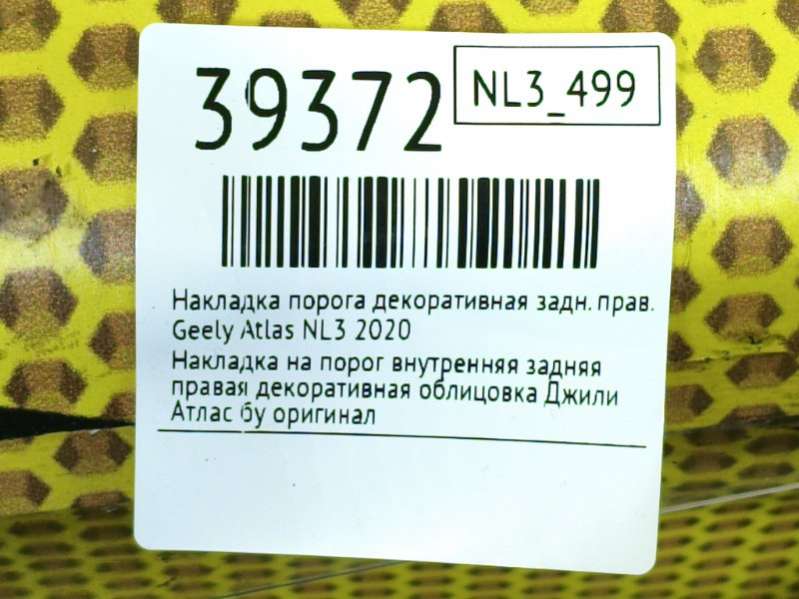 39372
NL3_499
Накладка порога декоративная задн. прав.
Geely Atlas NL3 2020
Накладка на порог внутренняя задняя
правая декоративная облицовка Джили
Атлас бу оригинал